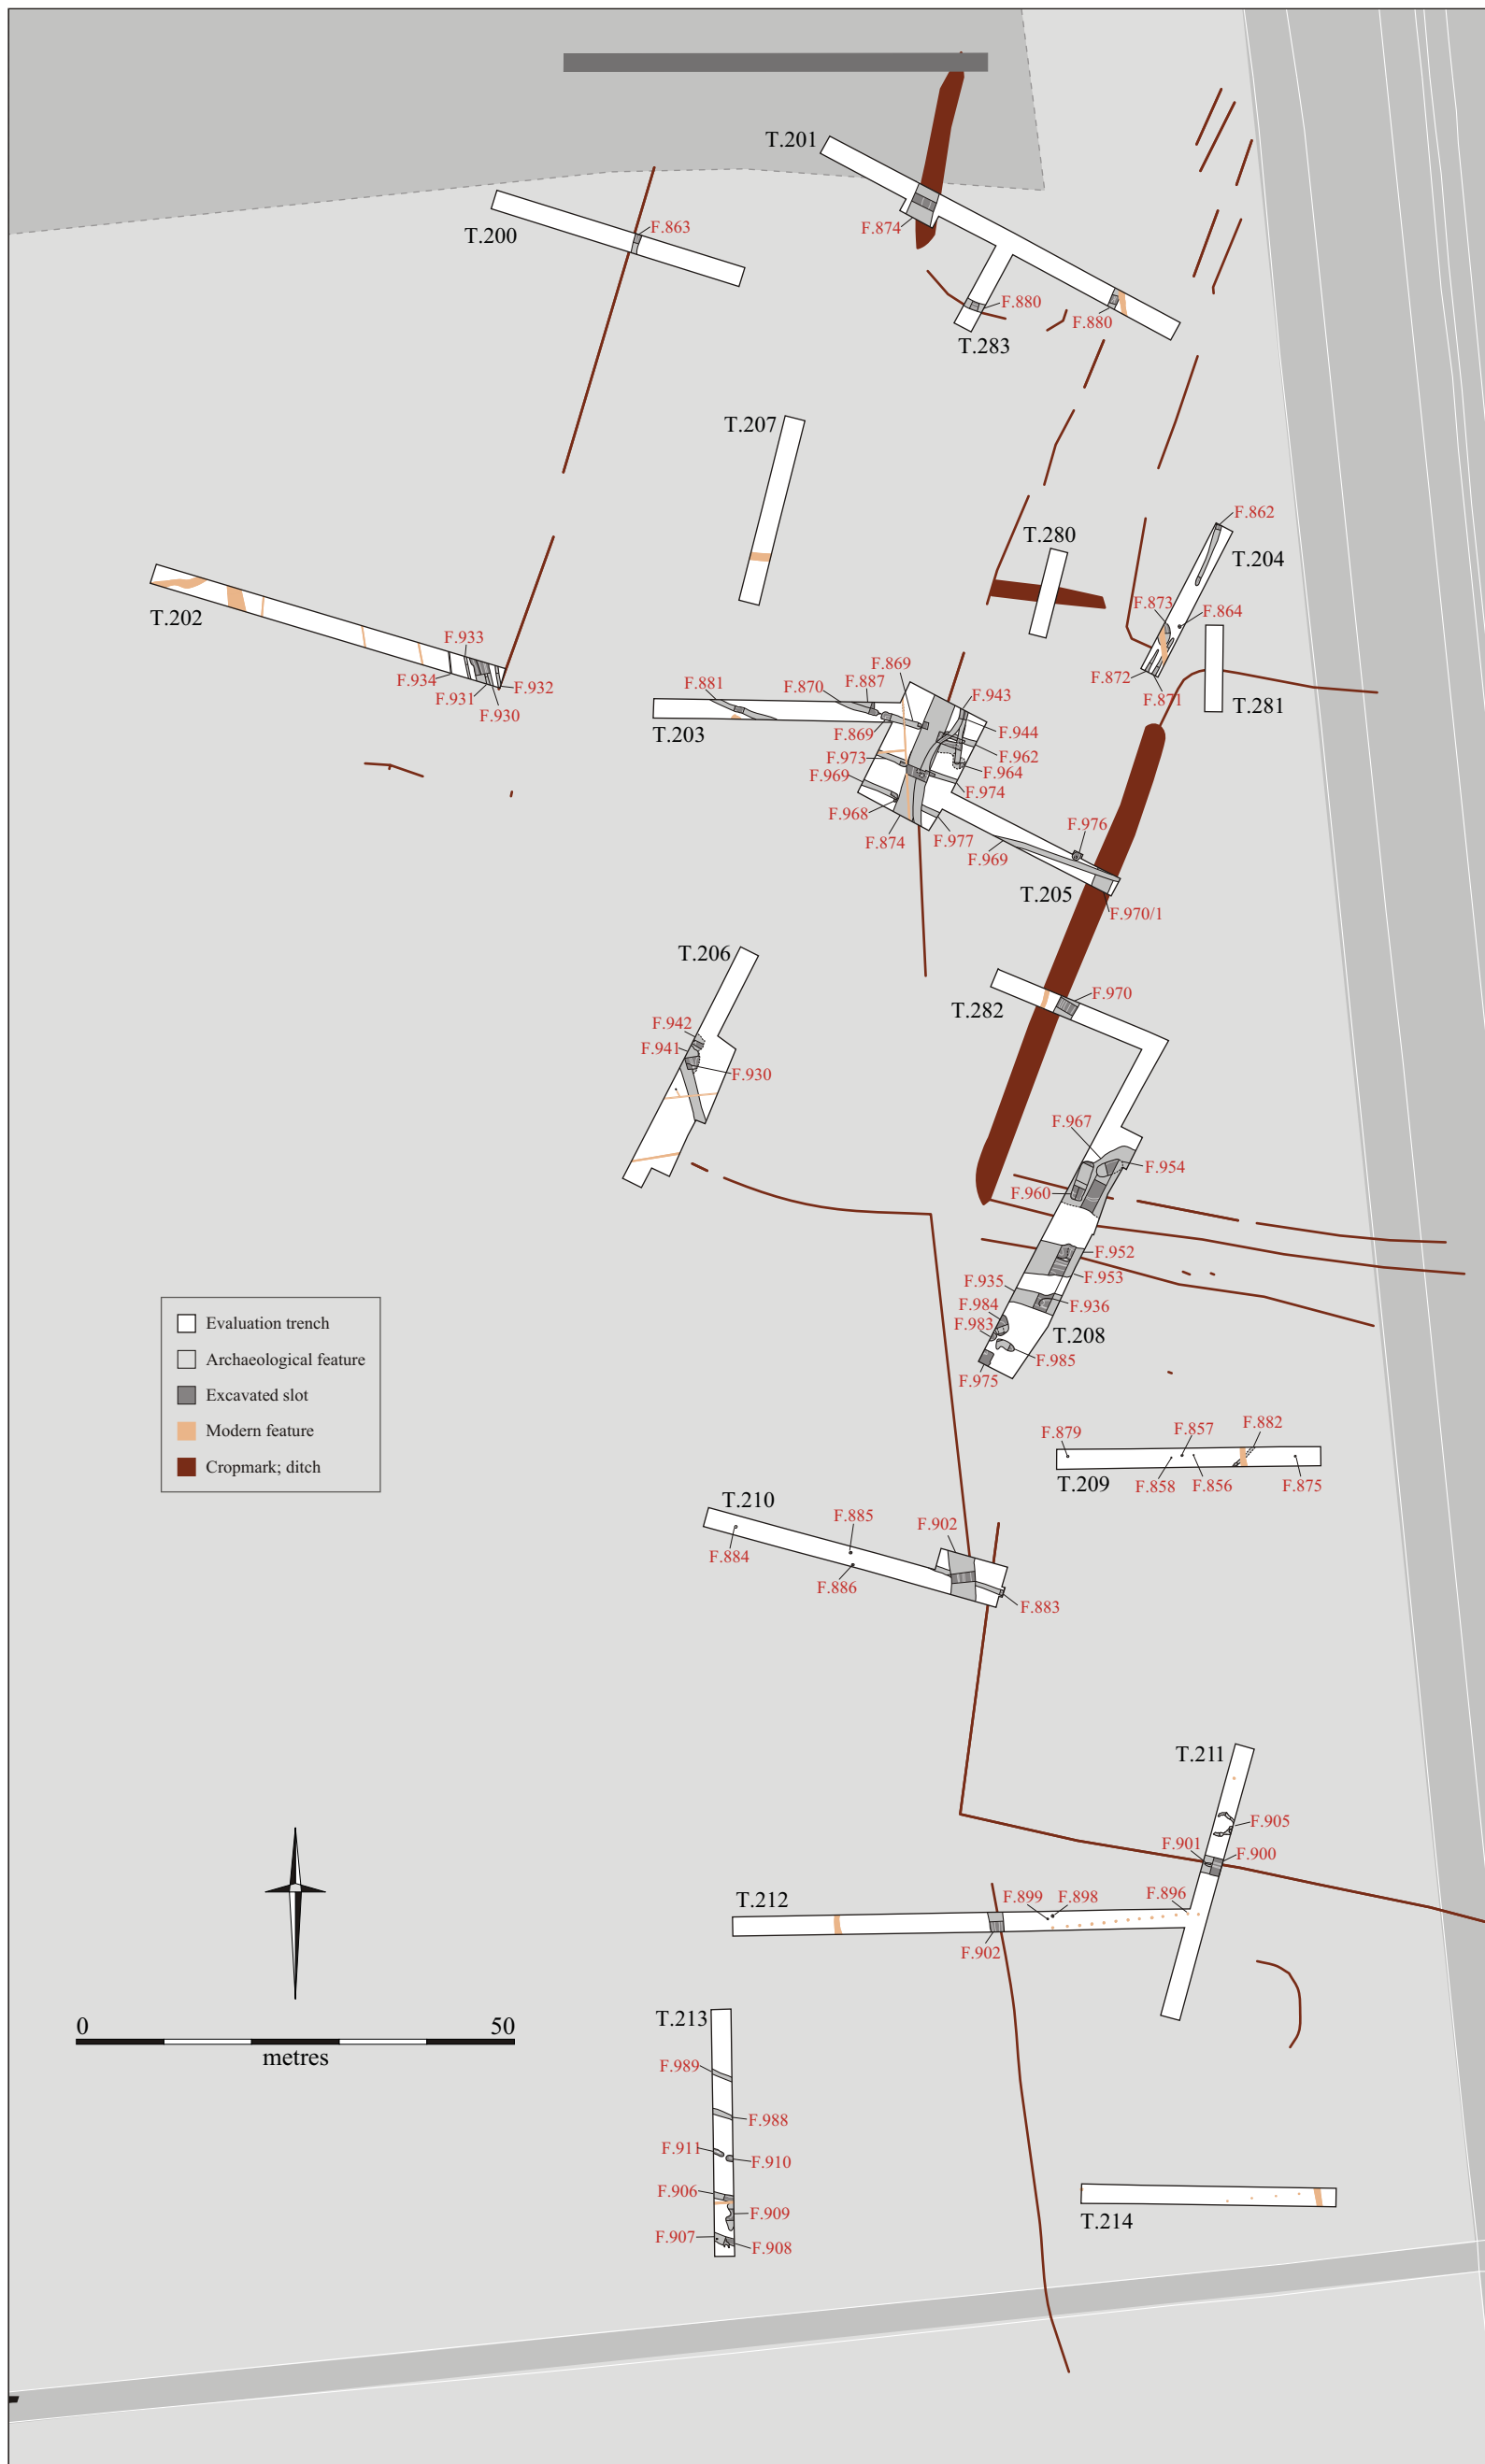 T.201
F.874
T.200
F.863
F.880
F.880
T.283
T.207
F.862
T.280
T.204
F.873
F.864
T.202
F.933
F.934
F.931
F.932
F.930
F.872
F.871
T.281
F.869
F.881
F.870
F.887
F.943
T.203
F.869
F.944
F.973
F.962
F.969
F.964
F.974
F.968
F.874
F.977
F.976
F.969
T.205
F.970/1
T.206
F.942
F.941
F.930
F.970
T.282
F.967
F.954
F.960
F.952
F.935
F.953
F.984
F.936
F.983
T.208
F.985
F.975
Evaluation trench
Archaeological feature
Excavated slot
Modern feature
Cropmark; ditch
F.879
F.857
F.882
T.209
F.858
F.856
F.875
T.210
F.885
F.902
F.884
F.886
F.883
T.211
F.905
F.901
F.900
T.212
F.899
F.898
F.896
F.902
T.213
0
50
metres
F.989
F.988
F.911
F.910
F.906
F.909
F.907
F.908
T.214